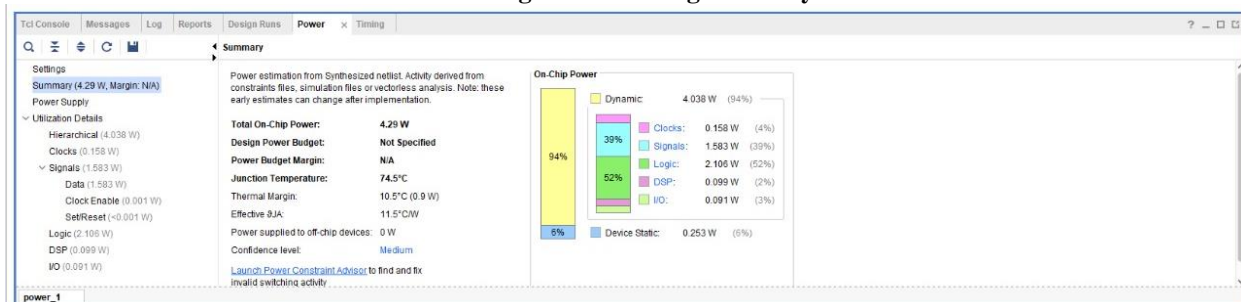 Tcl Console Messages Log Reports Design Runs Power × Timing
Summary
Settings
Summary (4.29 W, Margin: N/A)
Power Supply
Utilization Details
Hierarchical (4.038 W)
Clocks (0.158 W)
Signals (1.583 W)
Data (1.583 W)
Clock Enable (0.001 W)
Set/Reset (<0.001 W)
Logic (2.106 W)
DSP (0.099 W)
I/O (0.091 W)
Power estimation from Synthesized netlist. Activity derived from
constraints files, simulation files or vectorless analysis. Note: these
early estimates can change after implementation.
Total On-Chip Power: 4.29 W
Design Power Budget: Not Specified
Power Budget Margin: N/A
Junction Temperature: 74.5°C
Thermal Margin: 10.5°C (0.9 W)
Effective ϑJA: 11.5°C/W
Power supplied to off-chip devices: 0 W
Confidence level: Medium
Launch Power Constraint Advisor to find and fix
invalid switching activity
On-Chip Power
Dynamic: 4.038 W (94%)
94%
39%
52%
Clocks: 0.158 W (4%)
Signals: 1.583 W (39%)
Logic: 2.106 W (52%)
DSP: 0.099 W (2%)
I/O: 0.091 W (3%)
6%
Device Static: 0.253 W (6%)
power_1